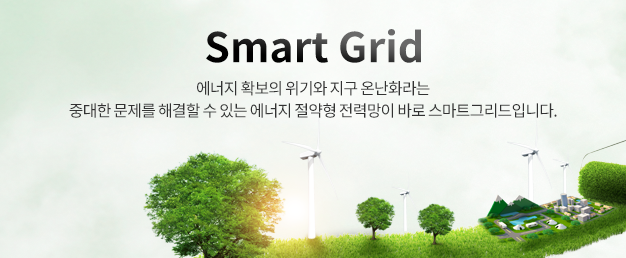 Smart Grid
에너지 확보의 위기와 지구 온난화라는
중대한 문제를 해결할 수 있는 에너지 절약형 전력망이 바로 스마트그리드입니다.